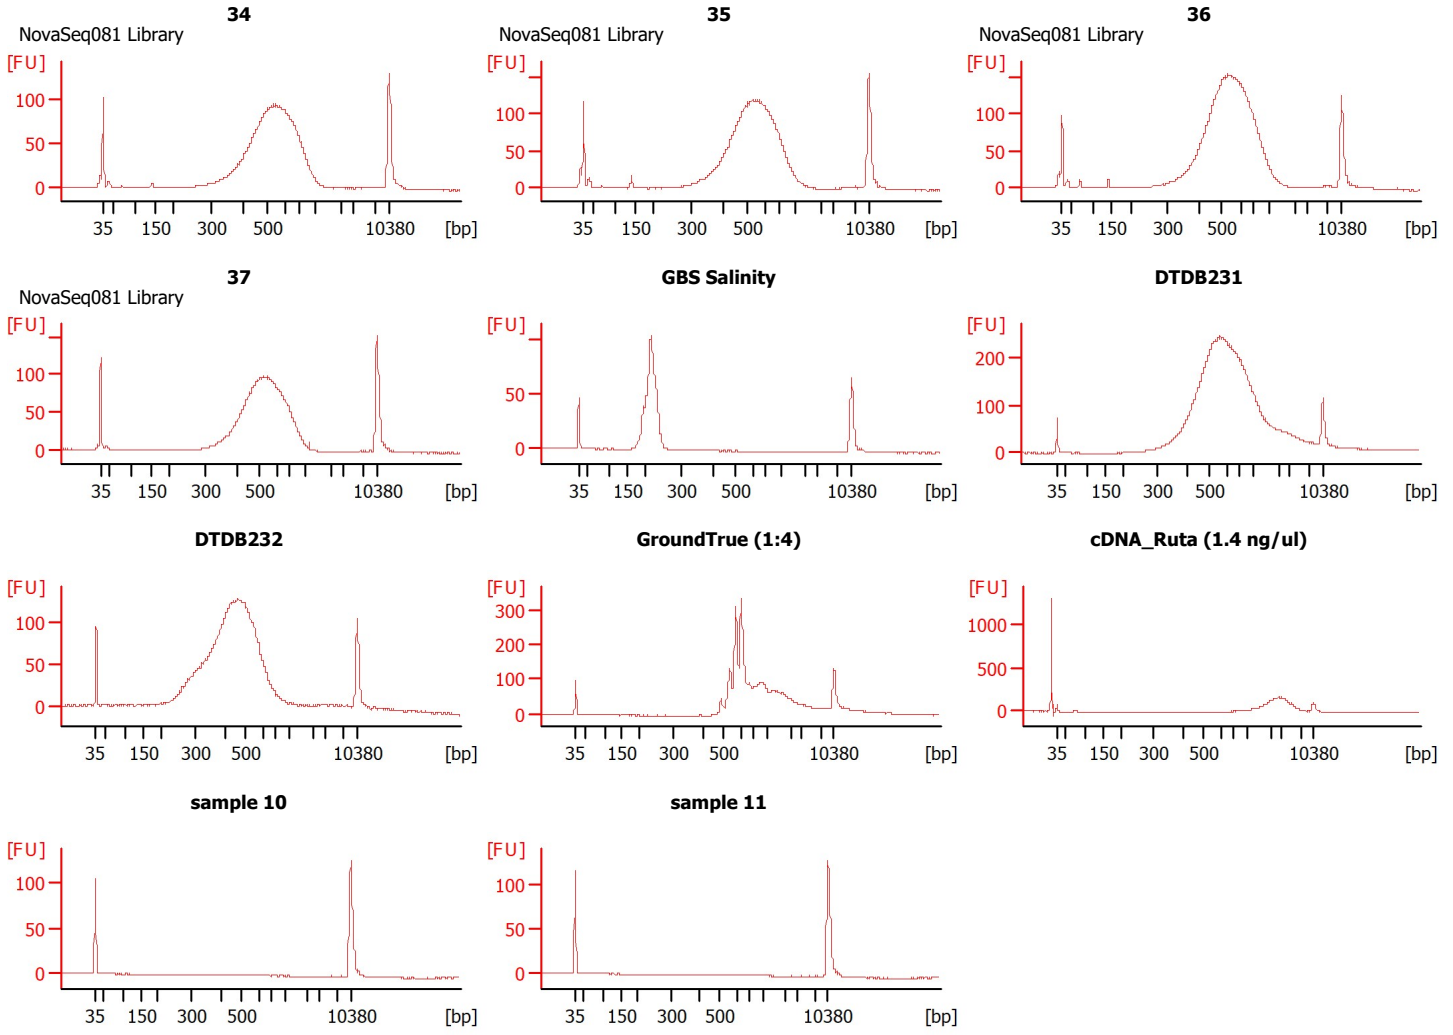 34
NovaSeq081 Library
[FU]
100
50
0
35 150 300 500 10380 [bp]
35
NovaSeq081 Library
[FU]
100
50
0
35 150 300 500 10380 [bp]
36
NovaSeq081 Library
[FU]
100
50
0
35 150 300 500 10380 [bp]
37
NovaSeq081 Library
[FU]
100
50
0
35 150 300 500 10380 [bp]
GBS Salinity
[FU]
50
0
35 150 300 500 10380 [bp]
DTDB231
[FU]
200
100
0
35 150 300 500 10380 [bp]
DTDB232
[FU]
100
50
0
35 150 300 500 10380 [bp]
GroundTrue (1:4)
[FU]
300
200
100
0
35 150 300 500 10380 [bp]
cDNA_Ruta (1.4 ng/ul)
[FU]
1000
500
0
35 150 300 500 10380 [bp]
sample 10
[FU]
100
50
0
35 150 300 500 10380 [bp]
sample 11
[FU]
100
50
0
35 150 300 500 10380 [bp]